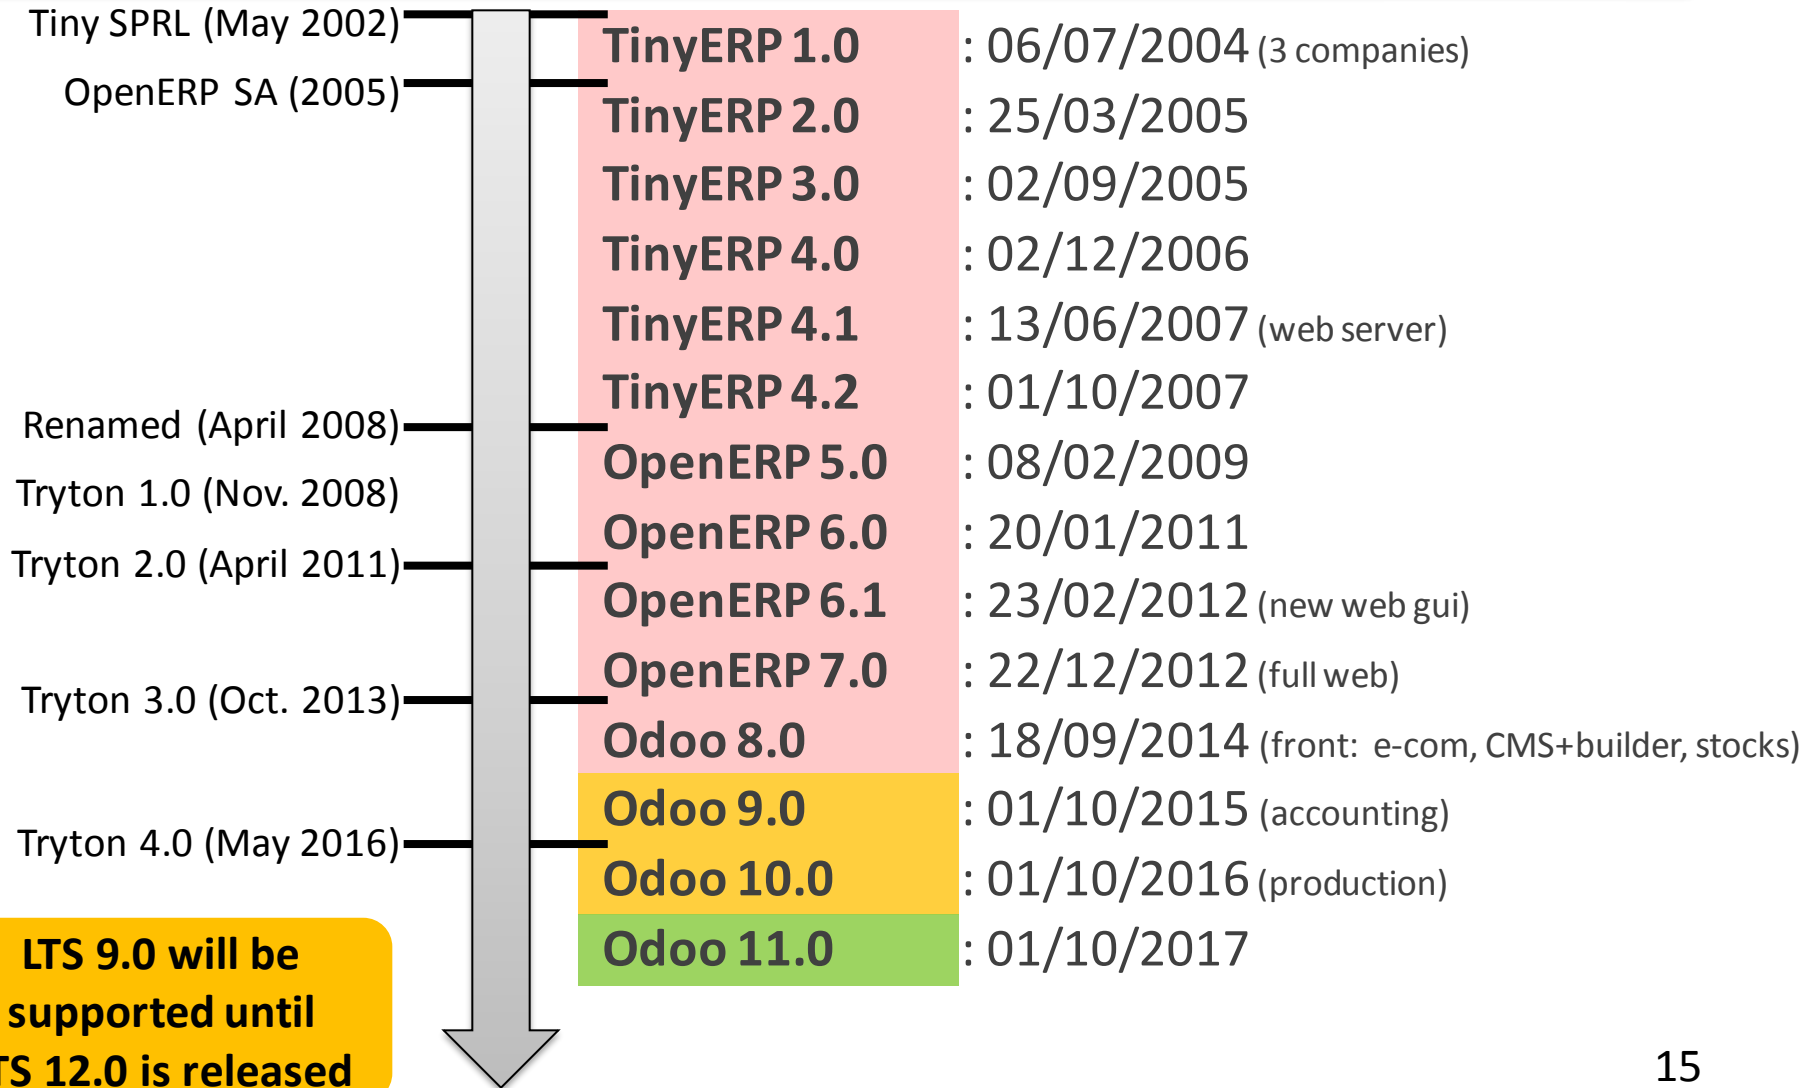 Tiny SPRL (May 2002)
OpenERP SA (2005)
Renamed (April 2008)
Tryton 1.0 (Nov. 2008)
Tryton 2.0 (April 2011)
Tryton 3.0 (Oct. 2013)
Tryton 4.0 (May 2016)
TinyERP 1.0 : 06/07/2004 (3 companies)
TinyERP 2.0 : 25/03/2005
TinyERP 3.0 : 02/09/2005
TinyERP 4.0 : 02/12/2006
TinyERP 4.1 : 13/06/2007 (web server)
TinyERP 4.2 : 01/10/2007
OpenERP 5.0 : 08/02/2009
OpenERP 6.0 : 20/01/2011
OpenERP 6.1 : 23/02/2012 (new web gui)
OpenERP 7.0 : 22/12/2012 (full web)
Odoo 8.0 : 18/09/2014 (front: e-com, CMS+builder, stocks)
Odoo 9.0 : 01/10/2015 (accounting)
Odoo 10.0 : 01/10/2016 (production)
Odoo 11.0 : 01/10/2017
LTS 9.0 will be
supported until
TS 12.0 is released
15